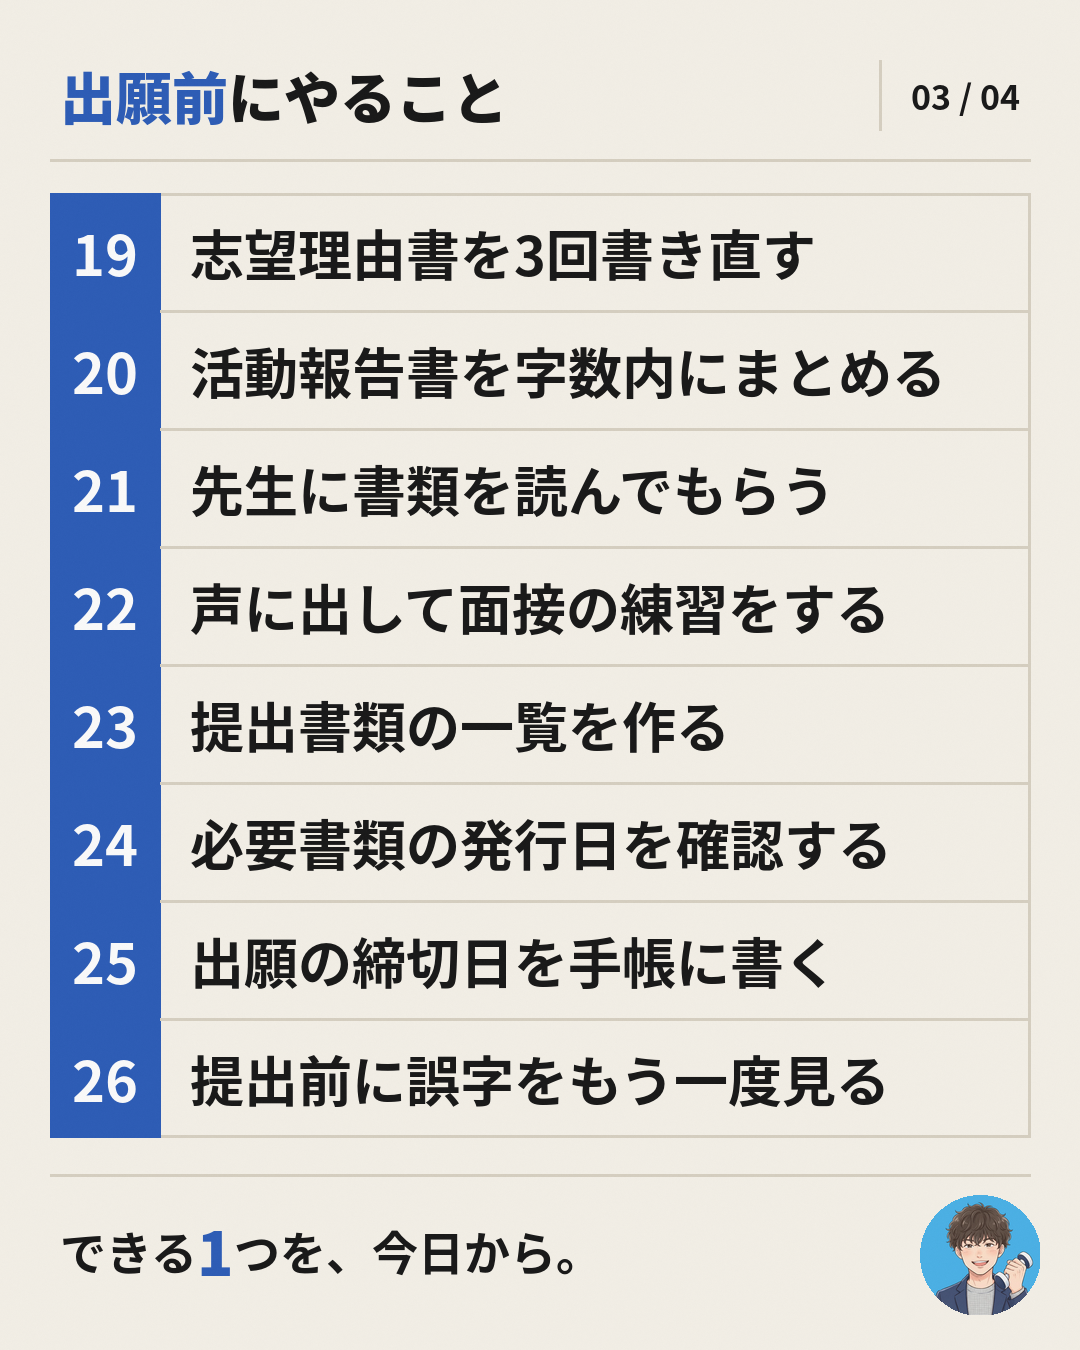 出願前にやること
03 / 04
19 志望理由書を3回書き直す
20 活動報告書を字数内にまとめる
21 先生に書類を読んでもらう
22 声に出して面接の練習をする
23 提出書類の一覧を作る
24 必要書類の発行日を確認する
25 出願の締切日を手帳に書く
26 提出前に誤字をもう一度見る
できる1つを、今日から。